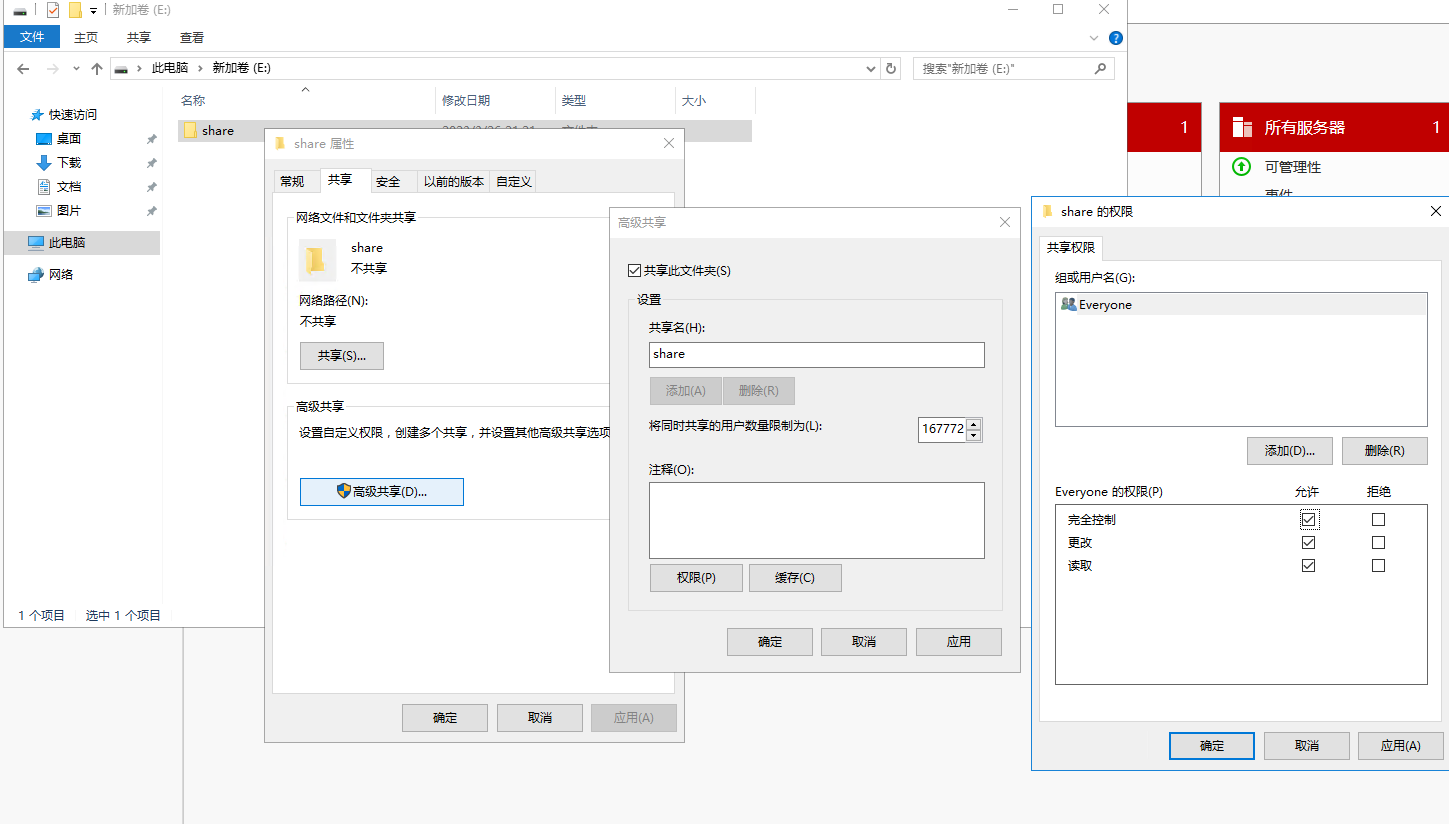 新加卷 (E:)
文件 主页 共享 查看
此电脑 新加卷 (E:)
搜索"新加卷 (E:)"
快速访问
桌面
下载
文档
图片
此电脑
网络
名称 修改日期 类型 大小
share
1 个项目 选中 1 个项目
share 属性
常规 共享 安全 以前的版本 自定义
网络文件和文件夹共享
share
不共享
网络路径(N):
不共享
共享(S)...
高级共享
设置自定义权限，创建多个共享，并设置其他高级共享选项
高级共享(D)...
确定 取消 应用(A)
高级共享
共享此文件夹(S)
设置
共享名(H):
share
添加(A) 删除(R)
将同时共享的用户数量限制为(L):
167772
注释(O):
权限(P) 缓存(C)
确定 取消 应用
1
所有服务器 1
可管理性
share 的权限
共享权限
组或用户名(G):
Everyone
添加(D)... 删除(R)
Everyone 的权限(P) 允许 拒绝
完全控制
更改
读取
确定 取消 应用(A)